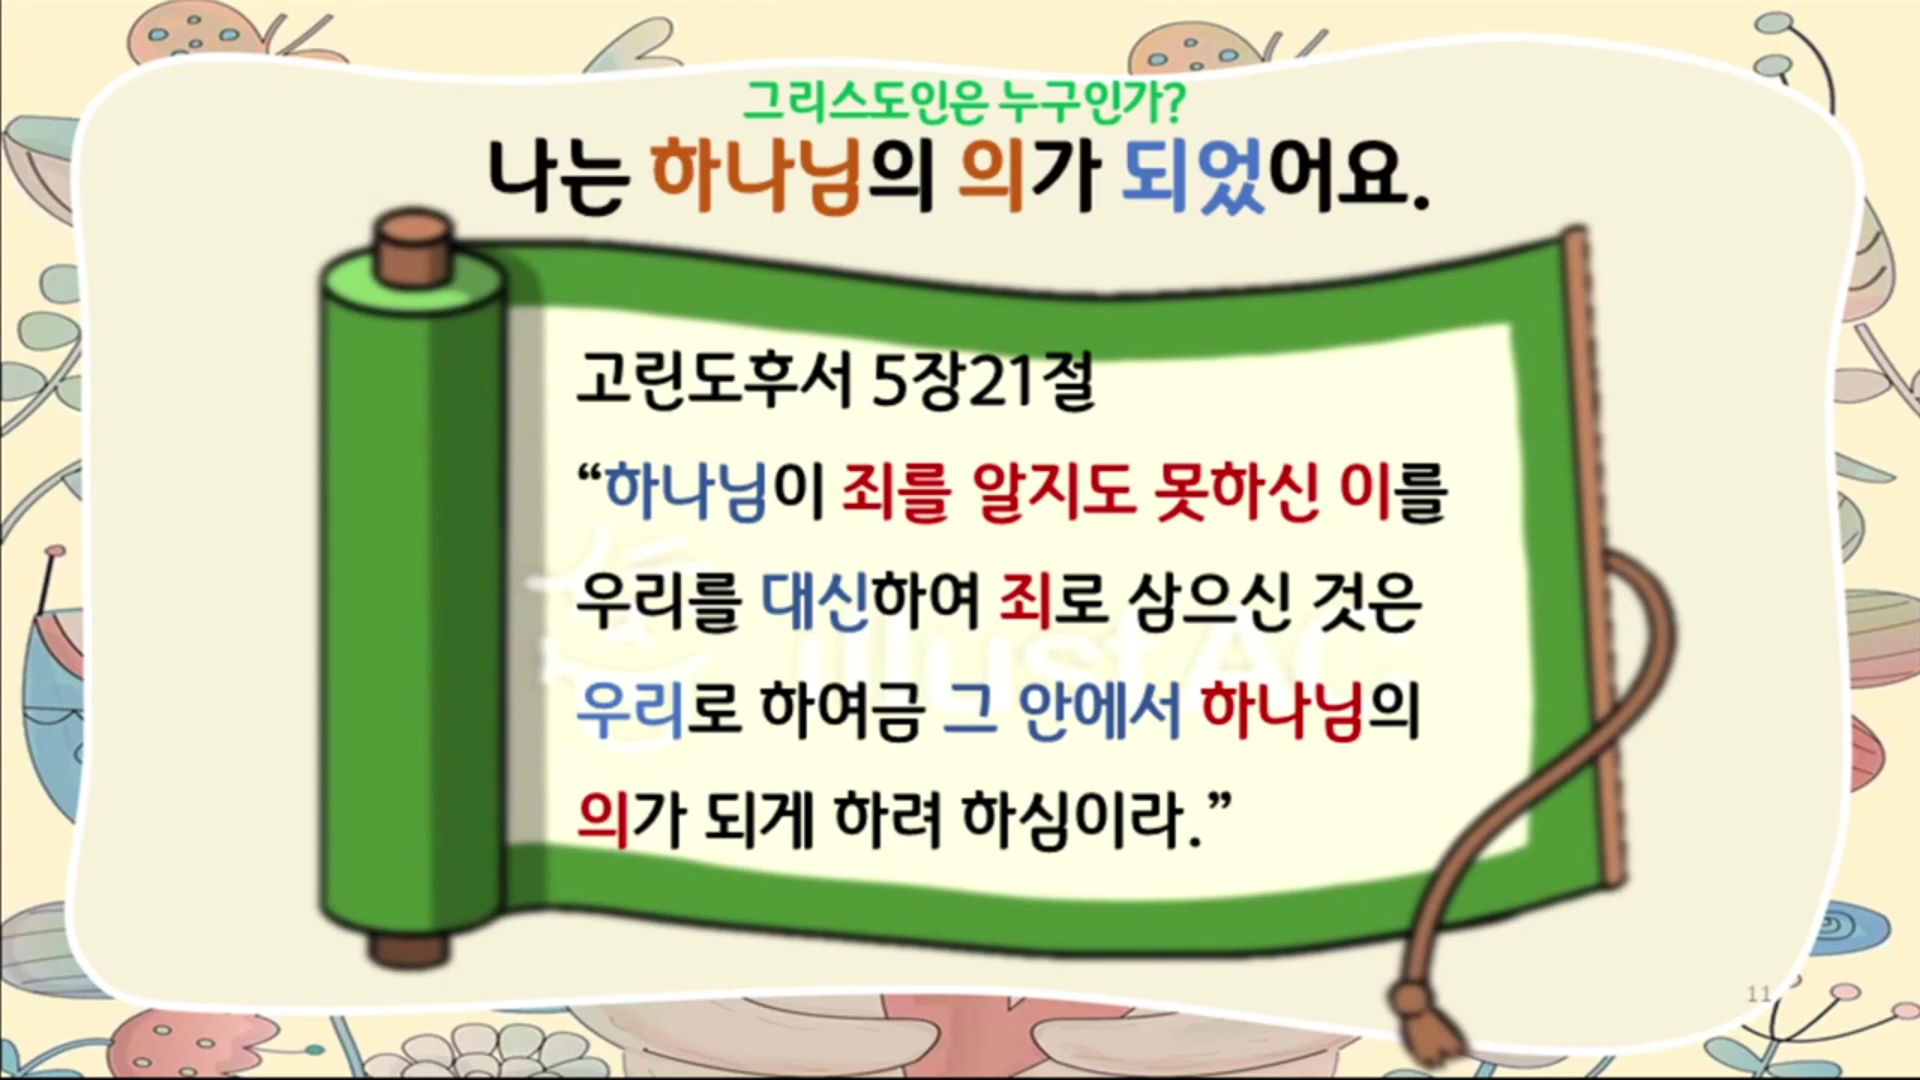 그리스도인은 누구인가?
나는 하나님의 의가 되었어요.
고린도후서 5장21절
“하나님이 죄를 알지도 못하신 이를
우리를 대신하여 죄로 삼으신 것은
우리로 하여금 그 안에서 하나님의
의가 되게 하려 하심이라.”
illust AC
11